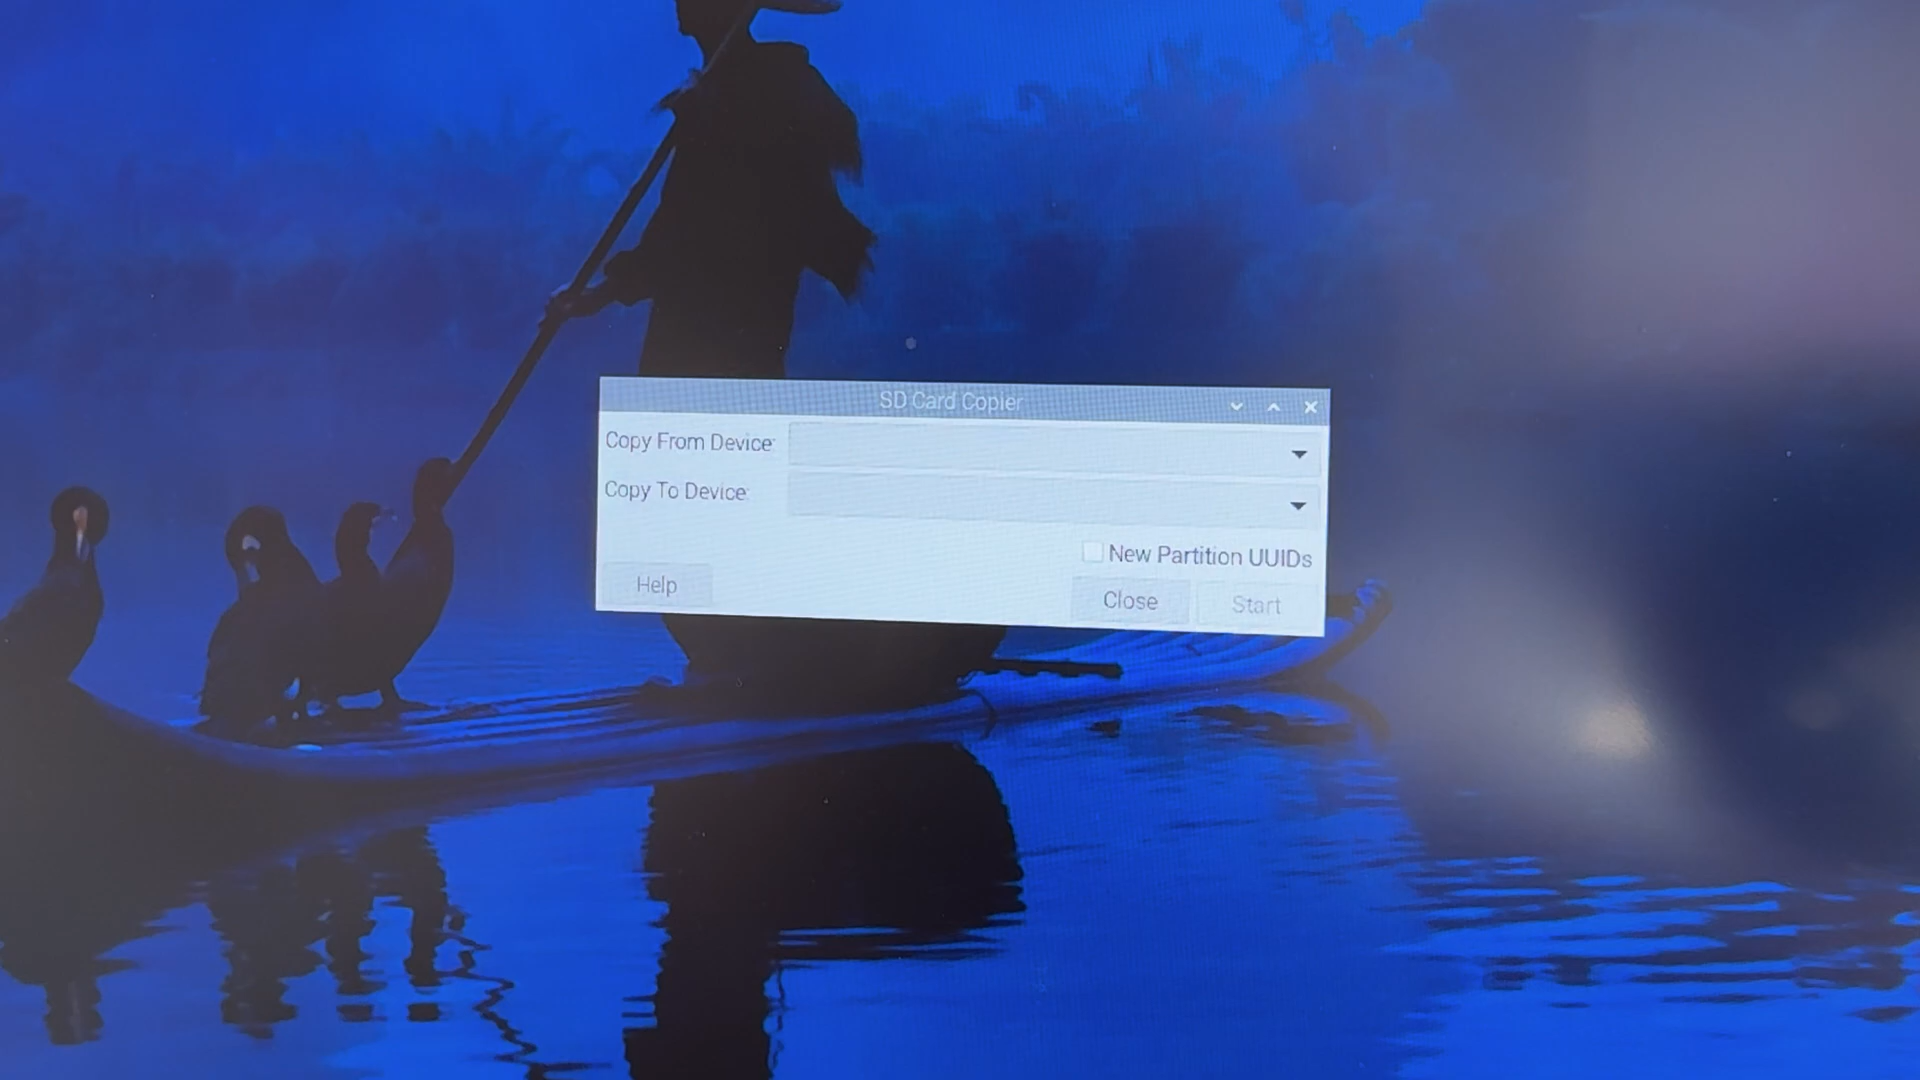 SD Card Copier
Copy From Device:
Copy To Device:
New Partition UUIDs
Help
Close
Start